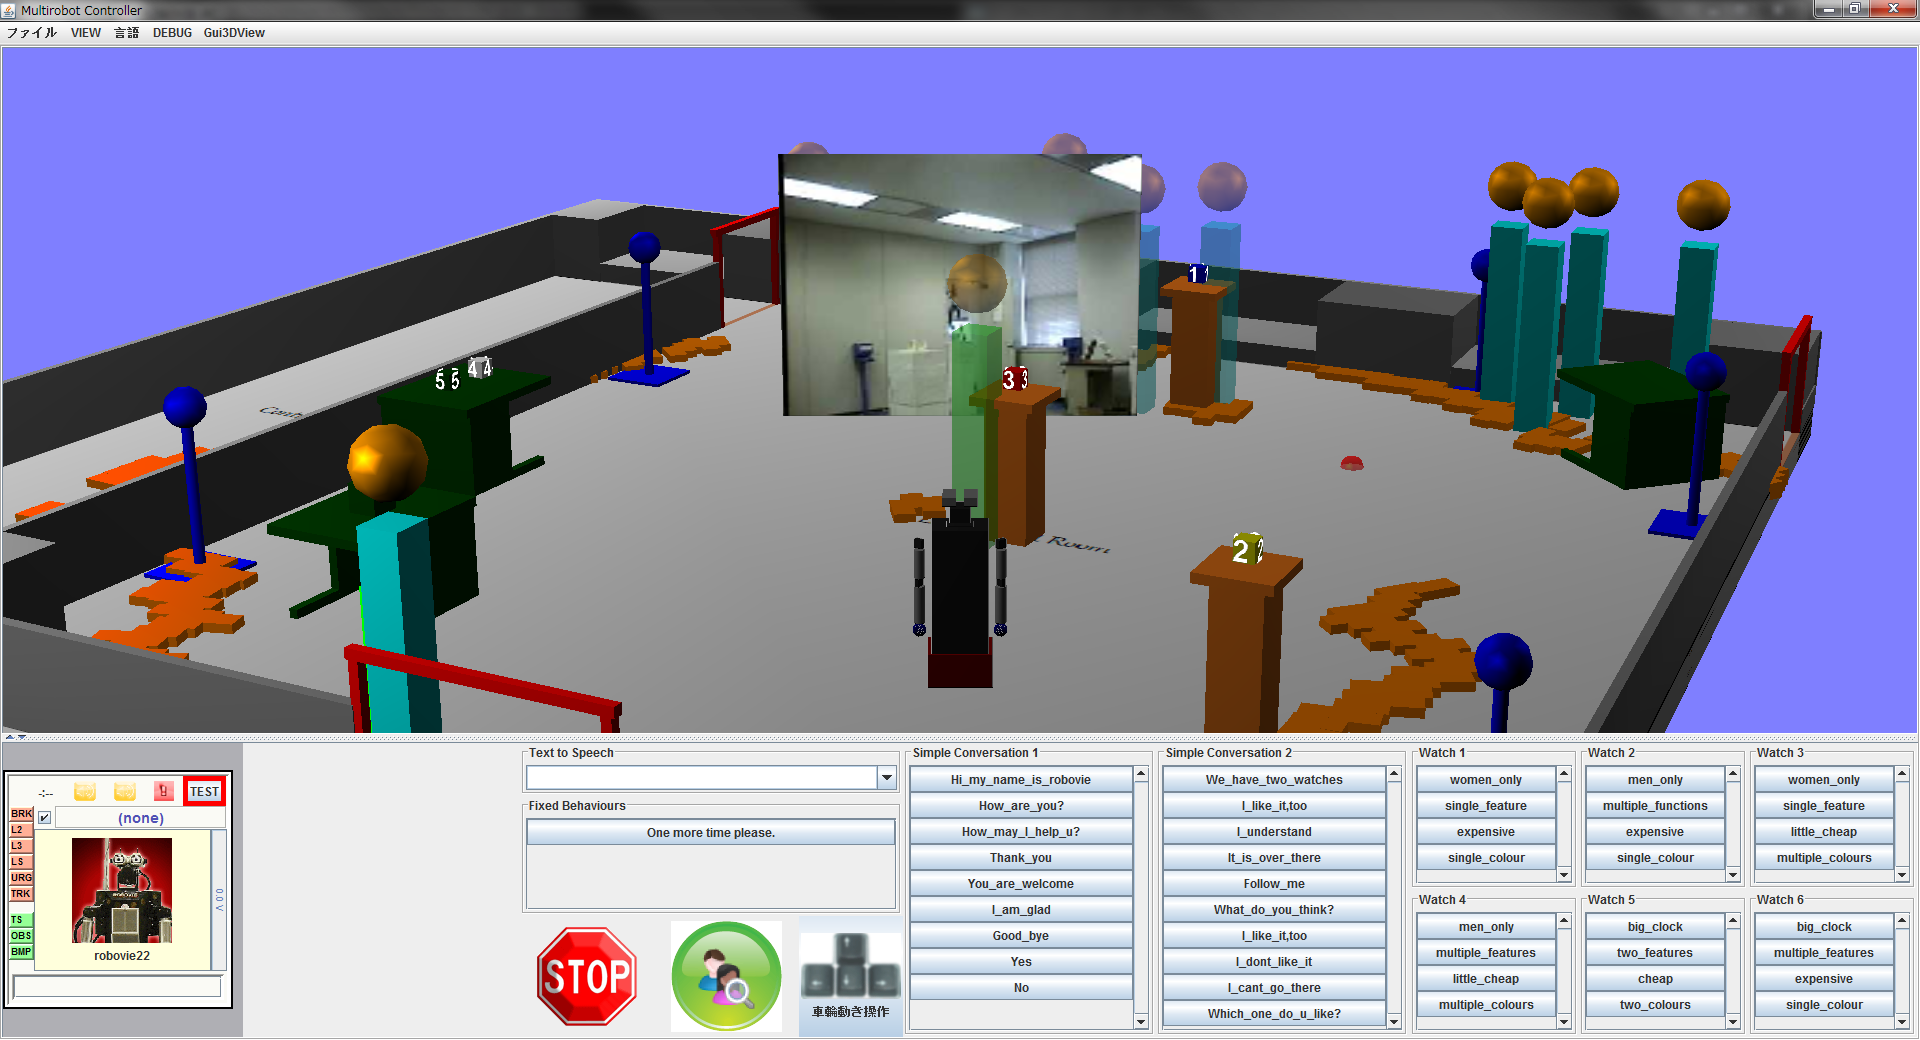 Multirobot Controller
ファイル VIEW 言語 DEBUG Gui3DView
1
3 3
4 4
5 5
2 2
Room
-:-- TEST
(none)
BRK
L2
L3
LS
URG
TRK
TS
OBS
BMP
0.0 V
robovie22
Text to Speech
Fixed Behaviours
One more time please.
STOP
車輪動き操作
Simple Conversation 1
Hi_my_name_is_robovie
How_are_you?
How_may_I_help_u?
Thank_you
You_are_welcome
I_am_glad
Good_bye
Yes
No
Simple Conversation 2
We_have_two_watches
I_like_it,too
I_understand
It_is_over_there
Follow_me
What_do_you_think?
I_like_it,too
I_dont_like_it
I_cant_go_there
Which_one_do_u_like?
Watch 1
women_only
single_feature
expensive
single_colour
Watch 2
men_only
multiple_functions
expensive
single_colour
Watch 3
women_only
single_feature
little_cheap
multiple_colours
Watch 4
men_only
multiple_features
little_cheap
multiple_colours
Watch 5
big_clock
two_features
cheap
two_colours
Watch 6
big_clock
multiple_features
expensive
single_colour